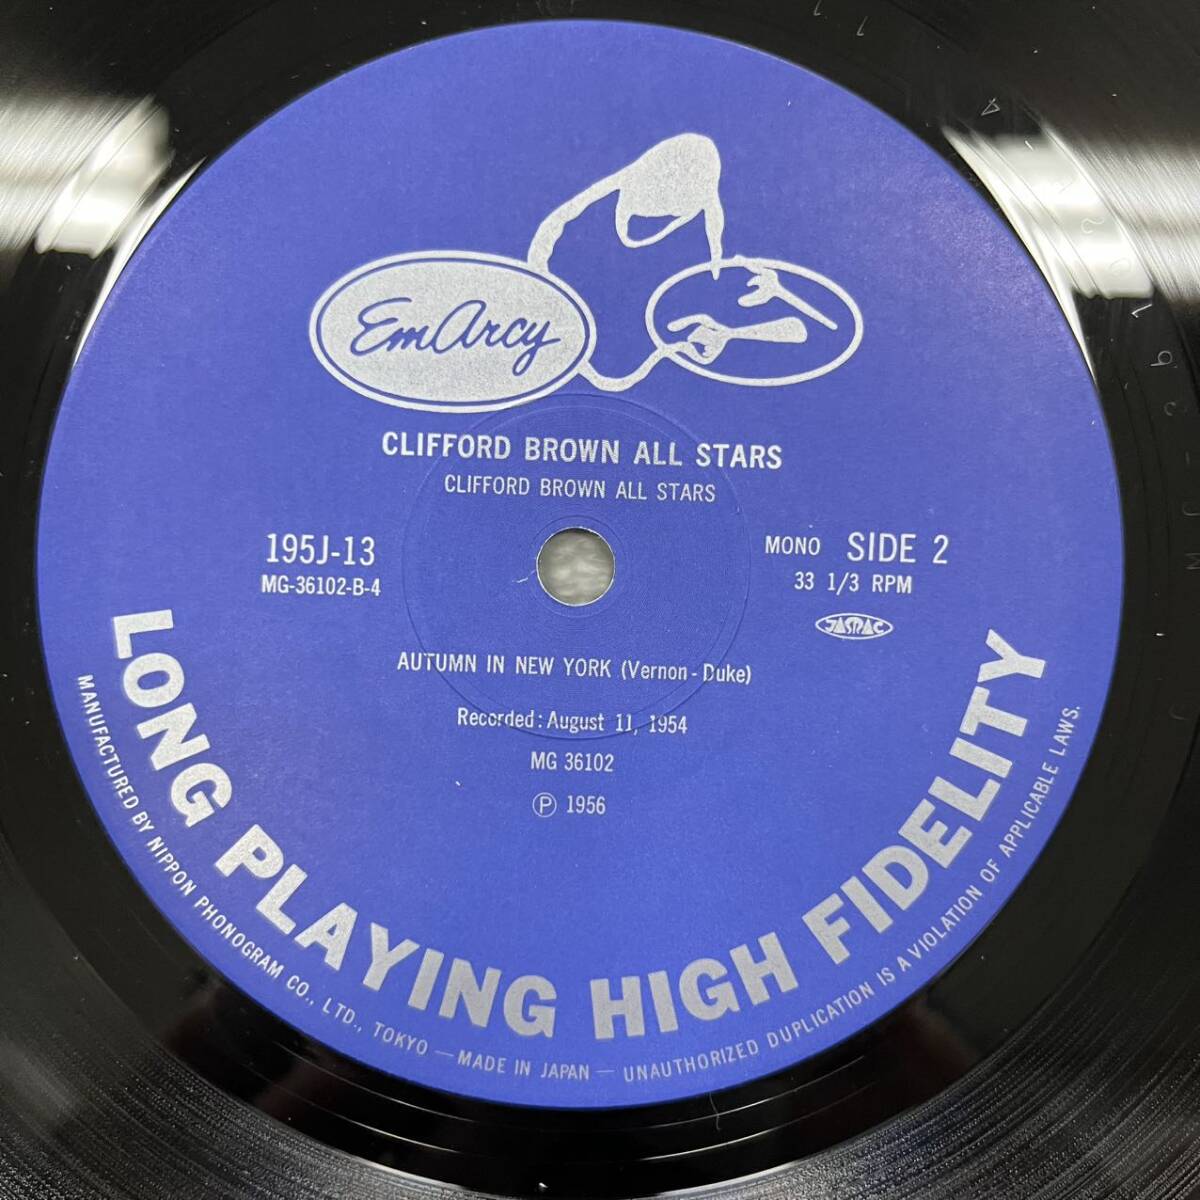 EmArcy
CLIFFORD BROWN ALL STARS
CLIFFORD BROWN ALL STARS
195J-13
MG-36102-B-4
MONO SIDE 2
33 1/3 RPM
JASRAC
AUTUMN IN NEW YORK (Vernon-Duke)
Recorded: August 11, 1954
MG 36102
℗ 1956
LONG PLAYING HIGH FIDELITY
MANUFACTURED BY NIPPON PHONOGRAM CO., LTD., TOKYO — MADE IN JAPAN — UNAUTHORIZED DUPLICATION IS A VIOLATION OF APPLICABLE LAWS.